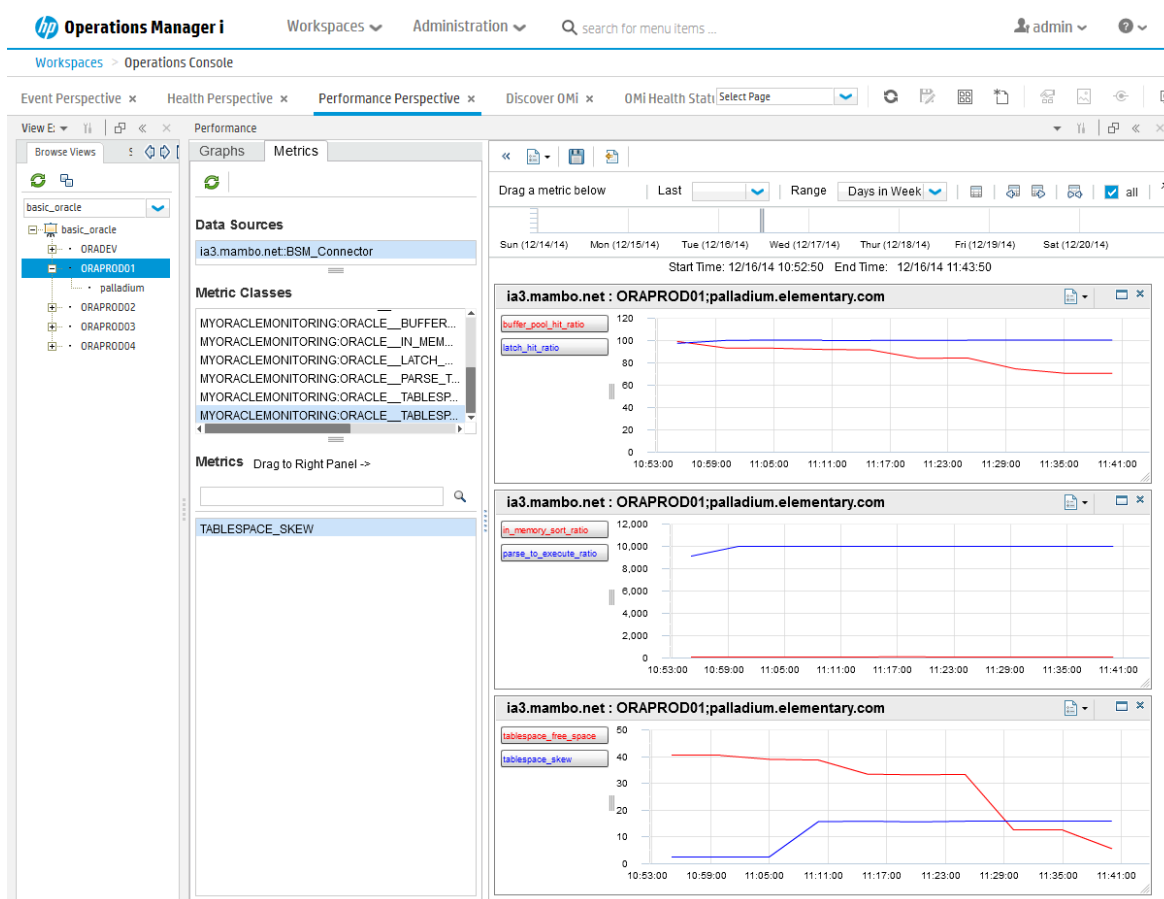 hp Operations Manager i Workspaces Administration search for menu items ... admin
Workspaces > Operations Console
Event Perspective × Health Perspective × Performance Perspective × Discover OMi × OMi Health Stat Select Page
View E: Performance
Browse Views Graphs Metrics
Drag a metric below Last Range Days in Week all
basic_oracle
basic_oracle
ORADEV
ORAPROD01
palladium
ORAPROD02
ORAPROD03
ORAPROD04
Data Sources
ia3.mambo.net::BSM_Connector
Metric Classes
MYORACLEMONITORING:ORACLE__BUFFER...
MYORACLEMONITORING:ORACLE__IN_MEM...
MYORACLEMONITORING:ORACLE__LATCH_...
MYORACLEMONITORING:ORACLE__PARSE_T...
MYORACLEMONITORING:ORACLE__TABLESP...
MYORACLEMONITORING:ORACLE__TABLESP...
Metrics Drag to Right Panel ->
TABLESPACE_SKEW
Sun (12/14/14) Mon (12/15/14) Tue (12/16/14) Wed (12/17/14) Thur (12/18/14) Fri (12/19/14) Sat (12/20/14)
Start Time: 12/16/14 10:52:50 End Time: 12/16/14 11:43:50
ia3.mambo.net : ORAPROD01;palladium.elementary.com
buffer_pool_hit_ratio
latch_hit_ratio
120
100
80
60
40
20
0
10:53:00 10:59:00 11:05:00 11:11:00 11:17:00 11:23:00 11:29:00 11:35:00 11:41:00
ia3.mambo.net : ORAPROD01;palladium.elementary.com
in_memory_sort_ratio
parse_to_execute_ratio
12,000
10,000
8,000
6,000
4,000
2,000
0
10:53:00 10:59:00 11:05:00 11:11:00 11:17:00 11:23:00 11:29:00 11:35:00 11:41:00
ia3.mambo.net : ORAPROD01;palladium.elementary.com
tablespace_free_space
tablespace_skew
50
40
30
20
10
0
10:53:00 10:59:00 11:05:00 11:11:00 11:17:00 11:23:00 11:29:00 11:35:00 11:41:00